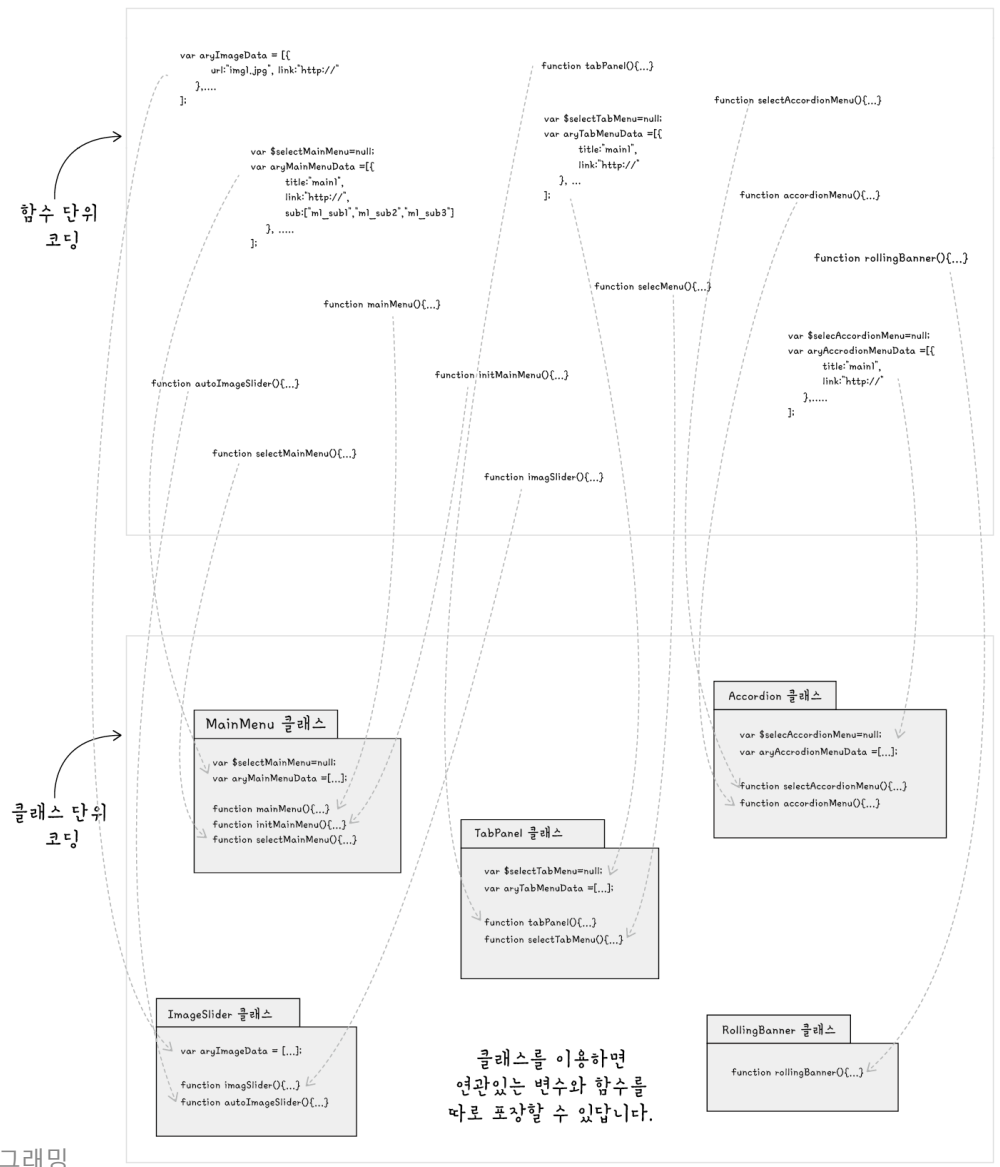 var aryImageData = [{
url:"img1.jpg", link:"http://"
},....
];
function tabPanel(){...}
function selectAccordionMenu(){...}
var $selectTabMenu=null;
var aryTabMenuData =[{
title:"main1",
link:"http://"
}, ...
];
var $selectMainMenu=null;
var aryMainMenuData =[{
title:"main1",
link:"http://",
sub:["m1_sub1","m1_sub2","m1_sub3"]
}, .....
];
function accordionMenu(){...}
함수 단위
코딩
function rollingBanner(){...}
function selecMenu(){...}
function mainMenu(){...}
var $selecAccordionMenu=null;
var aryAccrodionMenuData =[{
title:"main1",
link:"http://"
},.....
];
function autoImageSlider(){...}
function initMainMenu(){...}
function selectMainMenu(){...}
function imagSlider(){...}
클래스 단위
코딩
MainMenu 클래스
var $selectMainMenu=null;
var aryMainMenuData =[...];
function mainMenu(){...}
function initMainMenu(){...}
function selectMainMenu(){...}
Accordion 클래스
var $selecAccordionMenu=null;
var aryAccrodionMenuData =[...];
function selectAccordionMenu(){...}
function accordionMenu(){...}
TabPanel 클래스
var $selectTabMenu=null;
var aryTabMenuData =[...];
function tabPanel(){...}
function selectTabMenu(){...}
ImageSlider 클래스
var aryImageData = [...];
function imagSlider(){...}
function autoImageSlider(){...}
RollingBanner 클래스
function rollingBanner(){...}
클래스를 이용하면
연관있는 변수와 함수를
따로 포장할 수 있답니다.
그래밍